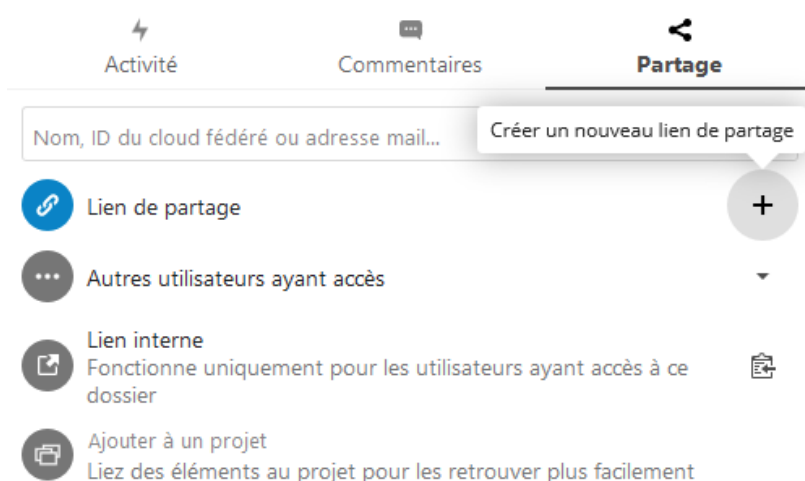 Activité
Commentaires
Partage
Nom, ID du cloud fédéré ou adresse mail...
Créer un nouveau lien de partage
Lien de partage
Autres utilisateurs ayant accès
Lien interne
Fonctionne uniquement pour les utilisateurs ayant accès à ce
dossier
Ajouter à un projet
Liez des éléments au projet pour les retrouver plus facilement